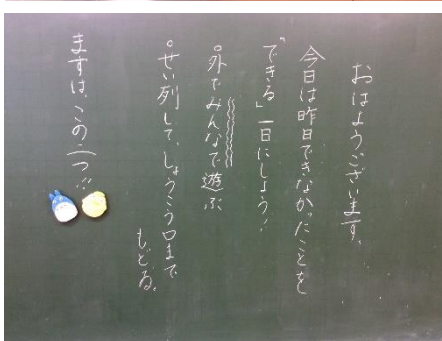 おはようございます。
今日は昨日できなかったことを
「できる」一日にしよう!
○外でみんなで遊ぶ
○せい列して、しょうこう口まで
もどる。
まずは、この二つ!!